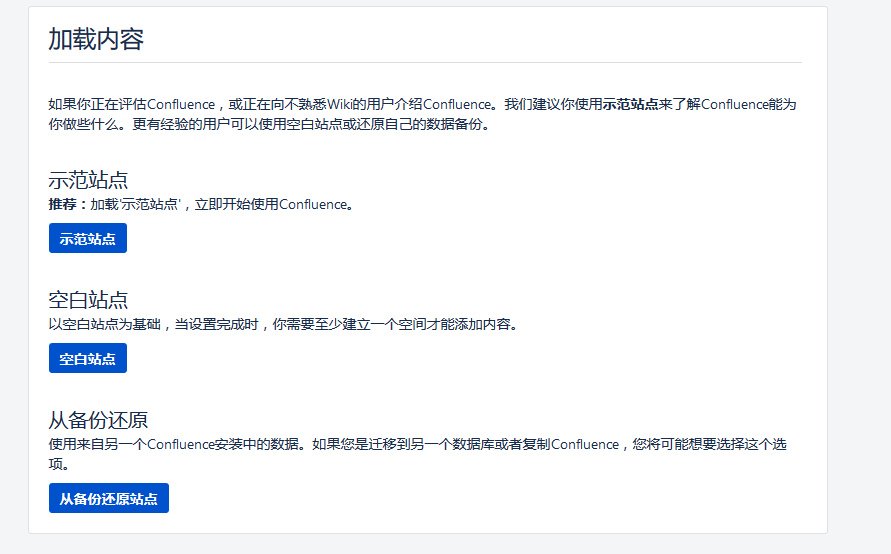 加载内容
如果你正在评估Confluence，或正在向不熟悉Wiki的用户介绍Confluence。我们建议你使用示范站点来了解Confluence能为
你做些什么。更有经验的用户可以使用空白站点或还原自己的数据备份。
示范站点
推荐：加载'示范站点'，立即开始使用Confluence。
示范站点
空白站点
以空白站点为基础，当设置完成时，你需要至少建立一个空间才能添加内容。
空白站点
从备份还原
使用来自另一个Confluence安装中的数据。如果您是迁移到另一个数据库或者复制Confluence，您将可能想要选择这个选
项。
从备份还原站点